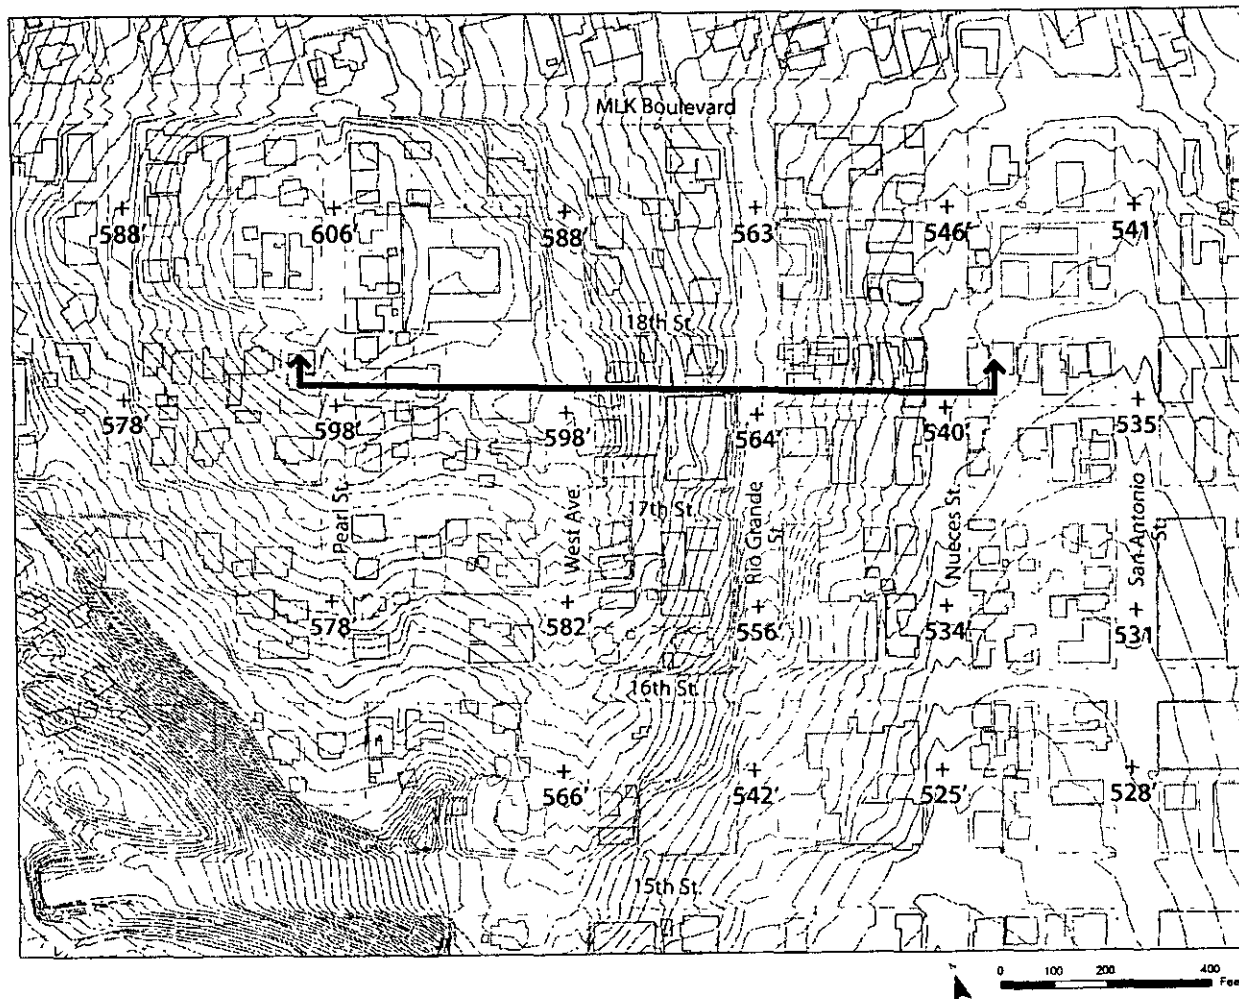 MLK Boulevard
588' 606' 588' 563' 546' 541'
18th St.
578' 598' 598' 564' 540' 535'
Pearl St.
West Ave.
17th St.
Rio Grande
St.
Nueces St.
San Antonio
St.
578' 582' 556' 534' 531
16th St.
566' 542' 525' 528'
15th St.
0 100 200 400
Fee